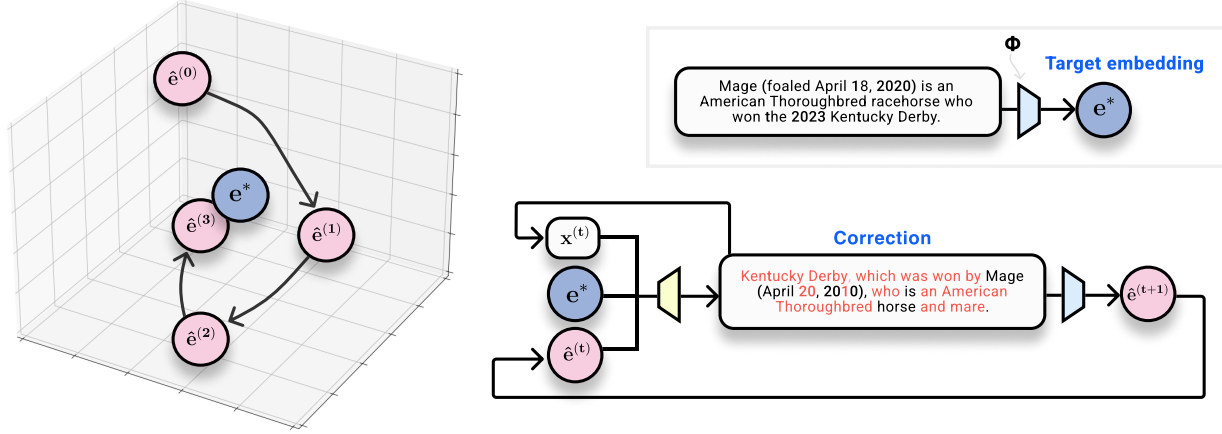 ê(0)
e*
ê(3)
ê(1)
ê(2)
Φ
Target embedding
Mage (foaled April 18, 2020) is an
American Thoroughbred racehorse who
won the 2023 Kentucky Derby.
e*
Correction
x(t)
e*
ê(t)
Kentucky Derby, which was won by Mage
(April 20, 2010), who is an American
Thoroughbred horse and mare.
ê(t+1)